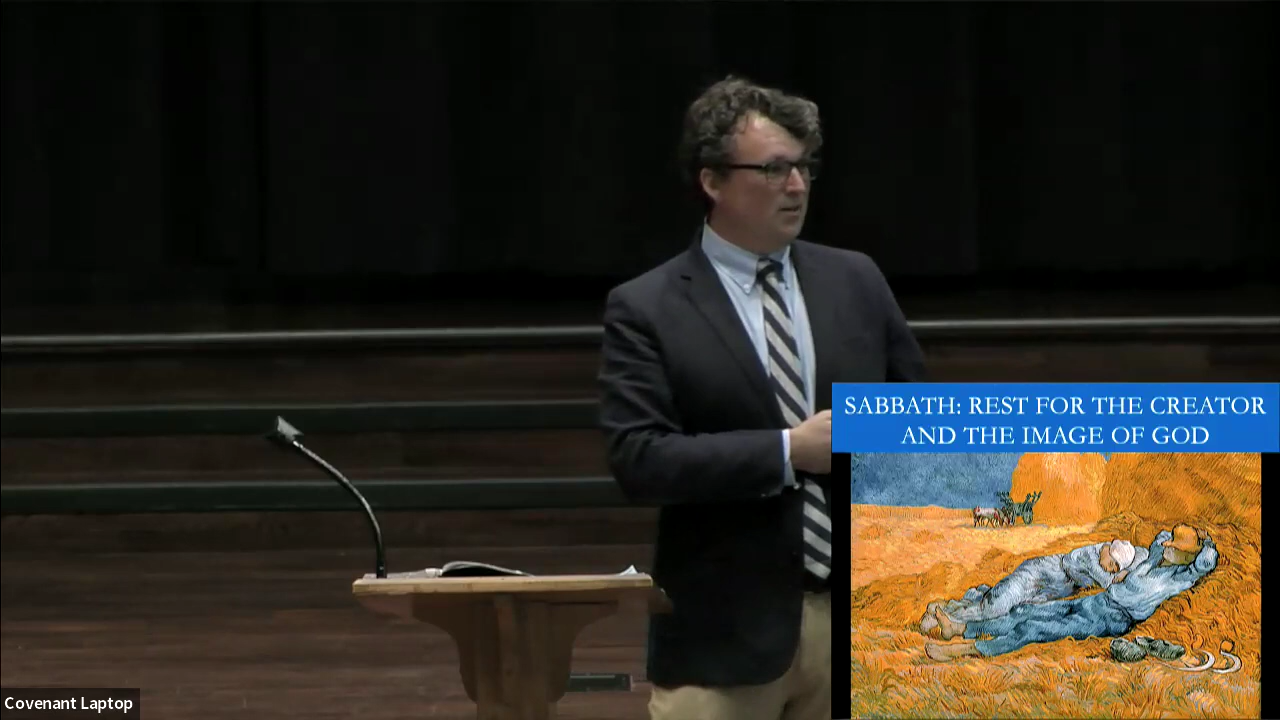 SABBATH: REST FOR THE CREATOR
AND THE IMAGE OF GOD
Covenant Laptop